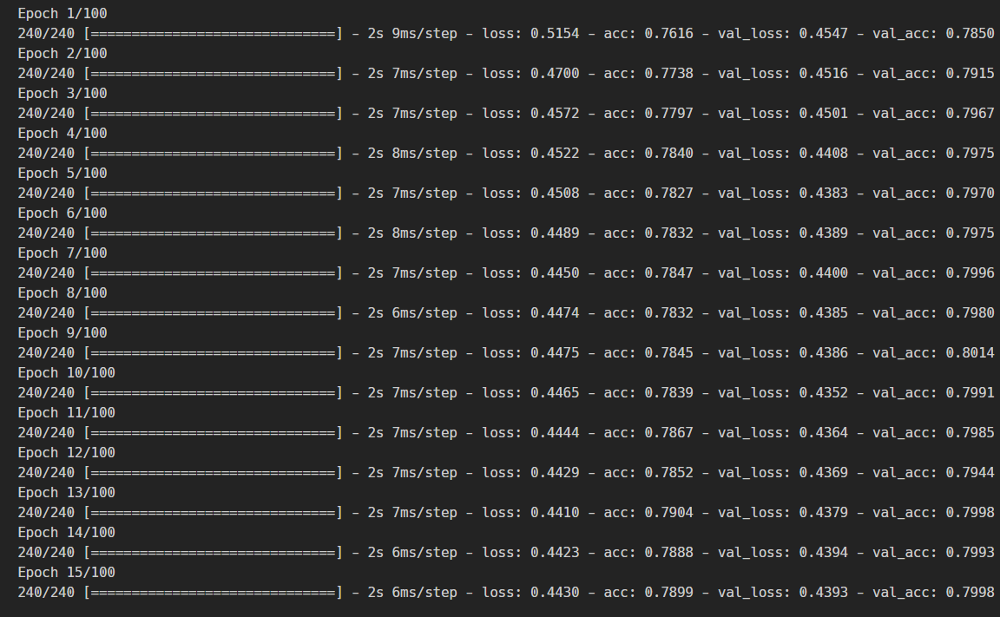 Epoch 1/100
240/240 [==============================] - 2s 9ms/step - loss: 0.5154 - acc: 0.7616 - val_loss: 0.4547 - val_acc: 0.7850
Epoch 2/100
240/240 [==============================] - 2s 7ms/step - loss: 0.4700 - acc: 0.7738 - val_loss: 0.4516 - val_acc: 0.7915
Epoch 3/100
240/240 [==============================] - 2s 7ms/step - loss: 0.4572 - acc: 0.7797 - val_loss: 0.4501 - val_acc: 0.7967
Epoch 4/100
240/240 [==============================] - 2s 8ms/step - loss: 0.4522 - acc: 0.7840 - val_loss: 0.4408 - val_acc: 0.7975
Epoch 5/100
240/240 [==============================] - 2s 7ms/step - loss: 0.4508 - acc: 0.7827 - val_loss: 0.4383 - val_acc: 0.7970
Epoch 6/100
240/240 [==============================] - 2s 8ms/step - loss: 0.4489 - acc: 0.7832 - val_loss: 0.4389 - val_acc: 0.7975
Epoch 7/100
240/240 [==============================] - 2s 7ms/step - loss: 0.4450 - acc: 0.7847 - val_loss: 0.4400 - val_acc: 0.7996
Epoch 8/100
240/240 [==============================] - 2s 6ms/step - loss: 0.4474 - acc: 0.7832 - val_loss: 0.4385 - val_acc: 0.7980
Epoch 9/100
240/240 [==============================] - 2s 7ms/step - loss: 0.4475 - acc: 0.7845 - val_loss: 0.4386 - val_acc: 0.8014
Epoch 10/100
240/240 [==============================] - 2s 7ms/step - loss: 0.4465 - acc: 0.7839 - val_loss: 0.4352 - val_acc: 0.7991
Epoch 11/100
240/240 [==============================] - 2s 7ms/step - loss: 0.4444 - acc: 0.7867 - val_loss: 0.4364 - val_acc: 0.7985
Epoch 12/100
240/240 [==============================] - 2s 7ms/step - loss: 0.4429 - acc: 0.7852 - val_loss: 0.4369 - val_acc: 0.7944
Epoch 13/100
240/240 [==============================] - 2s 7ms/step - loss: 0.4410 - acc: 0.7904 - val_loss: 0.4379 - val_acc: 0.7998
Epoch 14/100
240/240 [==============================] - 2s 6ms/step - loss: 0.4423 - acc: 0.7888 - val_loss: 0.4394 - val_acc: 0.7993
Epoch 15/100
240/240 [==============================] - 2s 6ms/step - loss: 0.4430 - acc: 0.7899 - val_loss: 0.4393 - val_acc: 0.7998